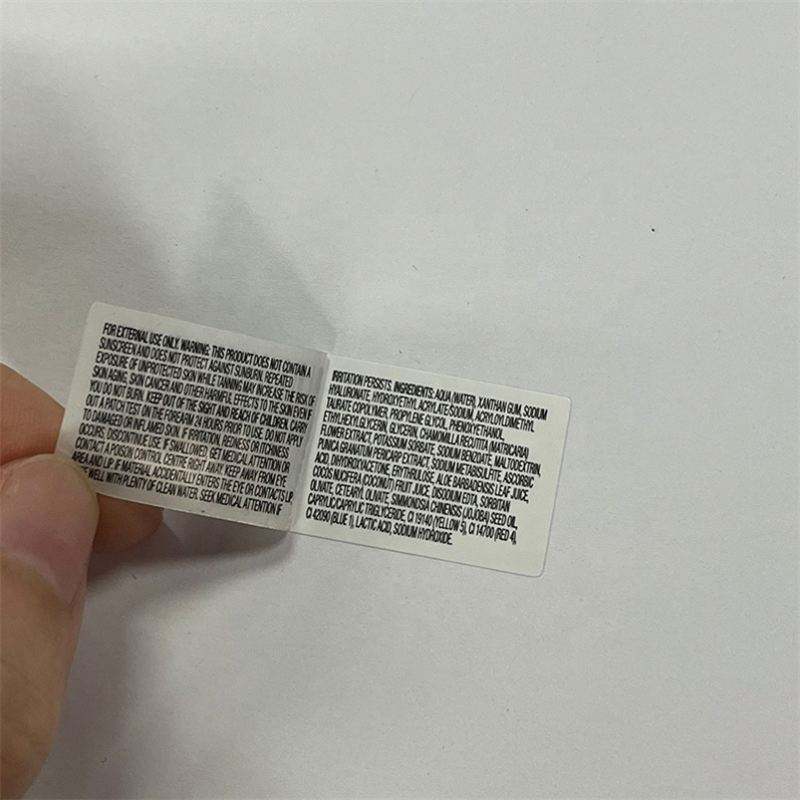 FOR EXTERNAL USE ONLY. WARNING: THIS PRODUCT DOES NOT CONTAIN A
SUNSCREEN AND DOES NOT PROTECT AGAINST SUNBURN. REPEATED
EXPOSURE OF UNPROTECTED SKIN WHILE TANNING MAY INCREASE THE RISK OF
SKIN AGING, SKIN CANCER AND OTHER HARMFUL EFFECTS TO THE SKIN EVEN IF
YOU DO NOT BURN. KEEP OUT OF THE SIGHT AND REACH OF CHILDREN. CARRY
OUT A PATCH TEST ON THE FOREARM 24 HOURS PRIOR TO USE. DO NOT APPLY
TO DAMAGED OR INFLAMED SKIN. IF IRRITATION, REDNESS OR ITCHINESS
OCCURS, DISCONTINUE USE. IF SWALLOWED, GET MEDICAL ATTENTION OR
CONTACT A POISON CONTROL CENTRE RIGHT AWAY. KEEP AWAY FROM EYE
AREA AND LIP. IF MATERIAL ACCIDENTALLY ENTERS THE EYE OR CONTACTS LIP,
WELL WITH PLENTY OF CLEAN WATER. SEEK MEDICAL ATTENTION IF
IRRITATION PERSISTS. INGREDIENTS: AQUA (WATER), XANTHAN GUM, SODIUM
HYALURONATE, HYDROXYETHYL ACRYLATE-SODIUM, ACRYLOYLDIMETHYL
TAURATE COPOLYMER, PROPYLENE GLYCOL, PHENOXYETHANOL,
ETHYLHEXYLGLYCERIN, GLYCERIN, CHAMOMILLA RECUTITA (MATRICARIA)
FLOWER EXTRACT, POTASSIUM SORBATE, SODIUM BENZOATE, MALTODEXTRIN,
PUNICA GRANATUM PERICARP EXTRACT, SODIUM METABISULFITE, ASCORBIC
ACID, DIHYDROXYACETONE, ERYTHRULOSE, ALOE BARBADENSIS LEAF JUICE,
COCOS NUCIFERA (COCONUT) FRUIT JUICE, DISODIUM EDTA, SORBITAN
OLIVATE, CETEARYL OLIVATE, SIMMONDSIA CHINENSIS (JOJOBA) SEED OIL,
CAPRYLIC/CAPRIC TRIGLYCERIDE. CI 19140 (YELLOW 5), CI 14700 (RED 4),
CI 42090 (BLUE 1), LACTIC ACID, SODIUM HYDROXIDE.